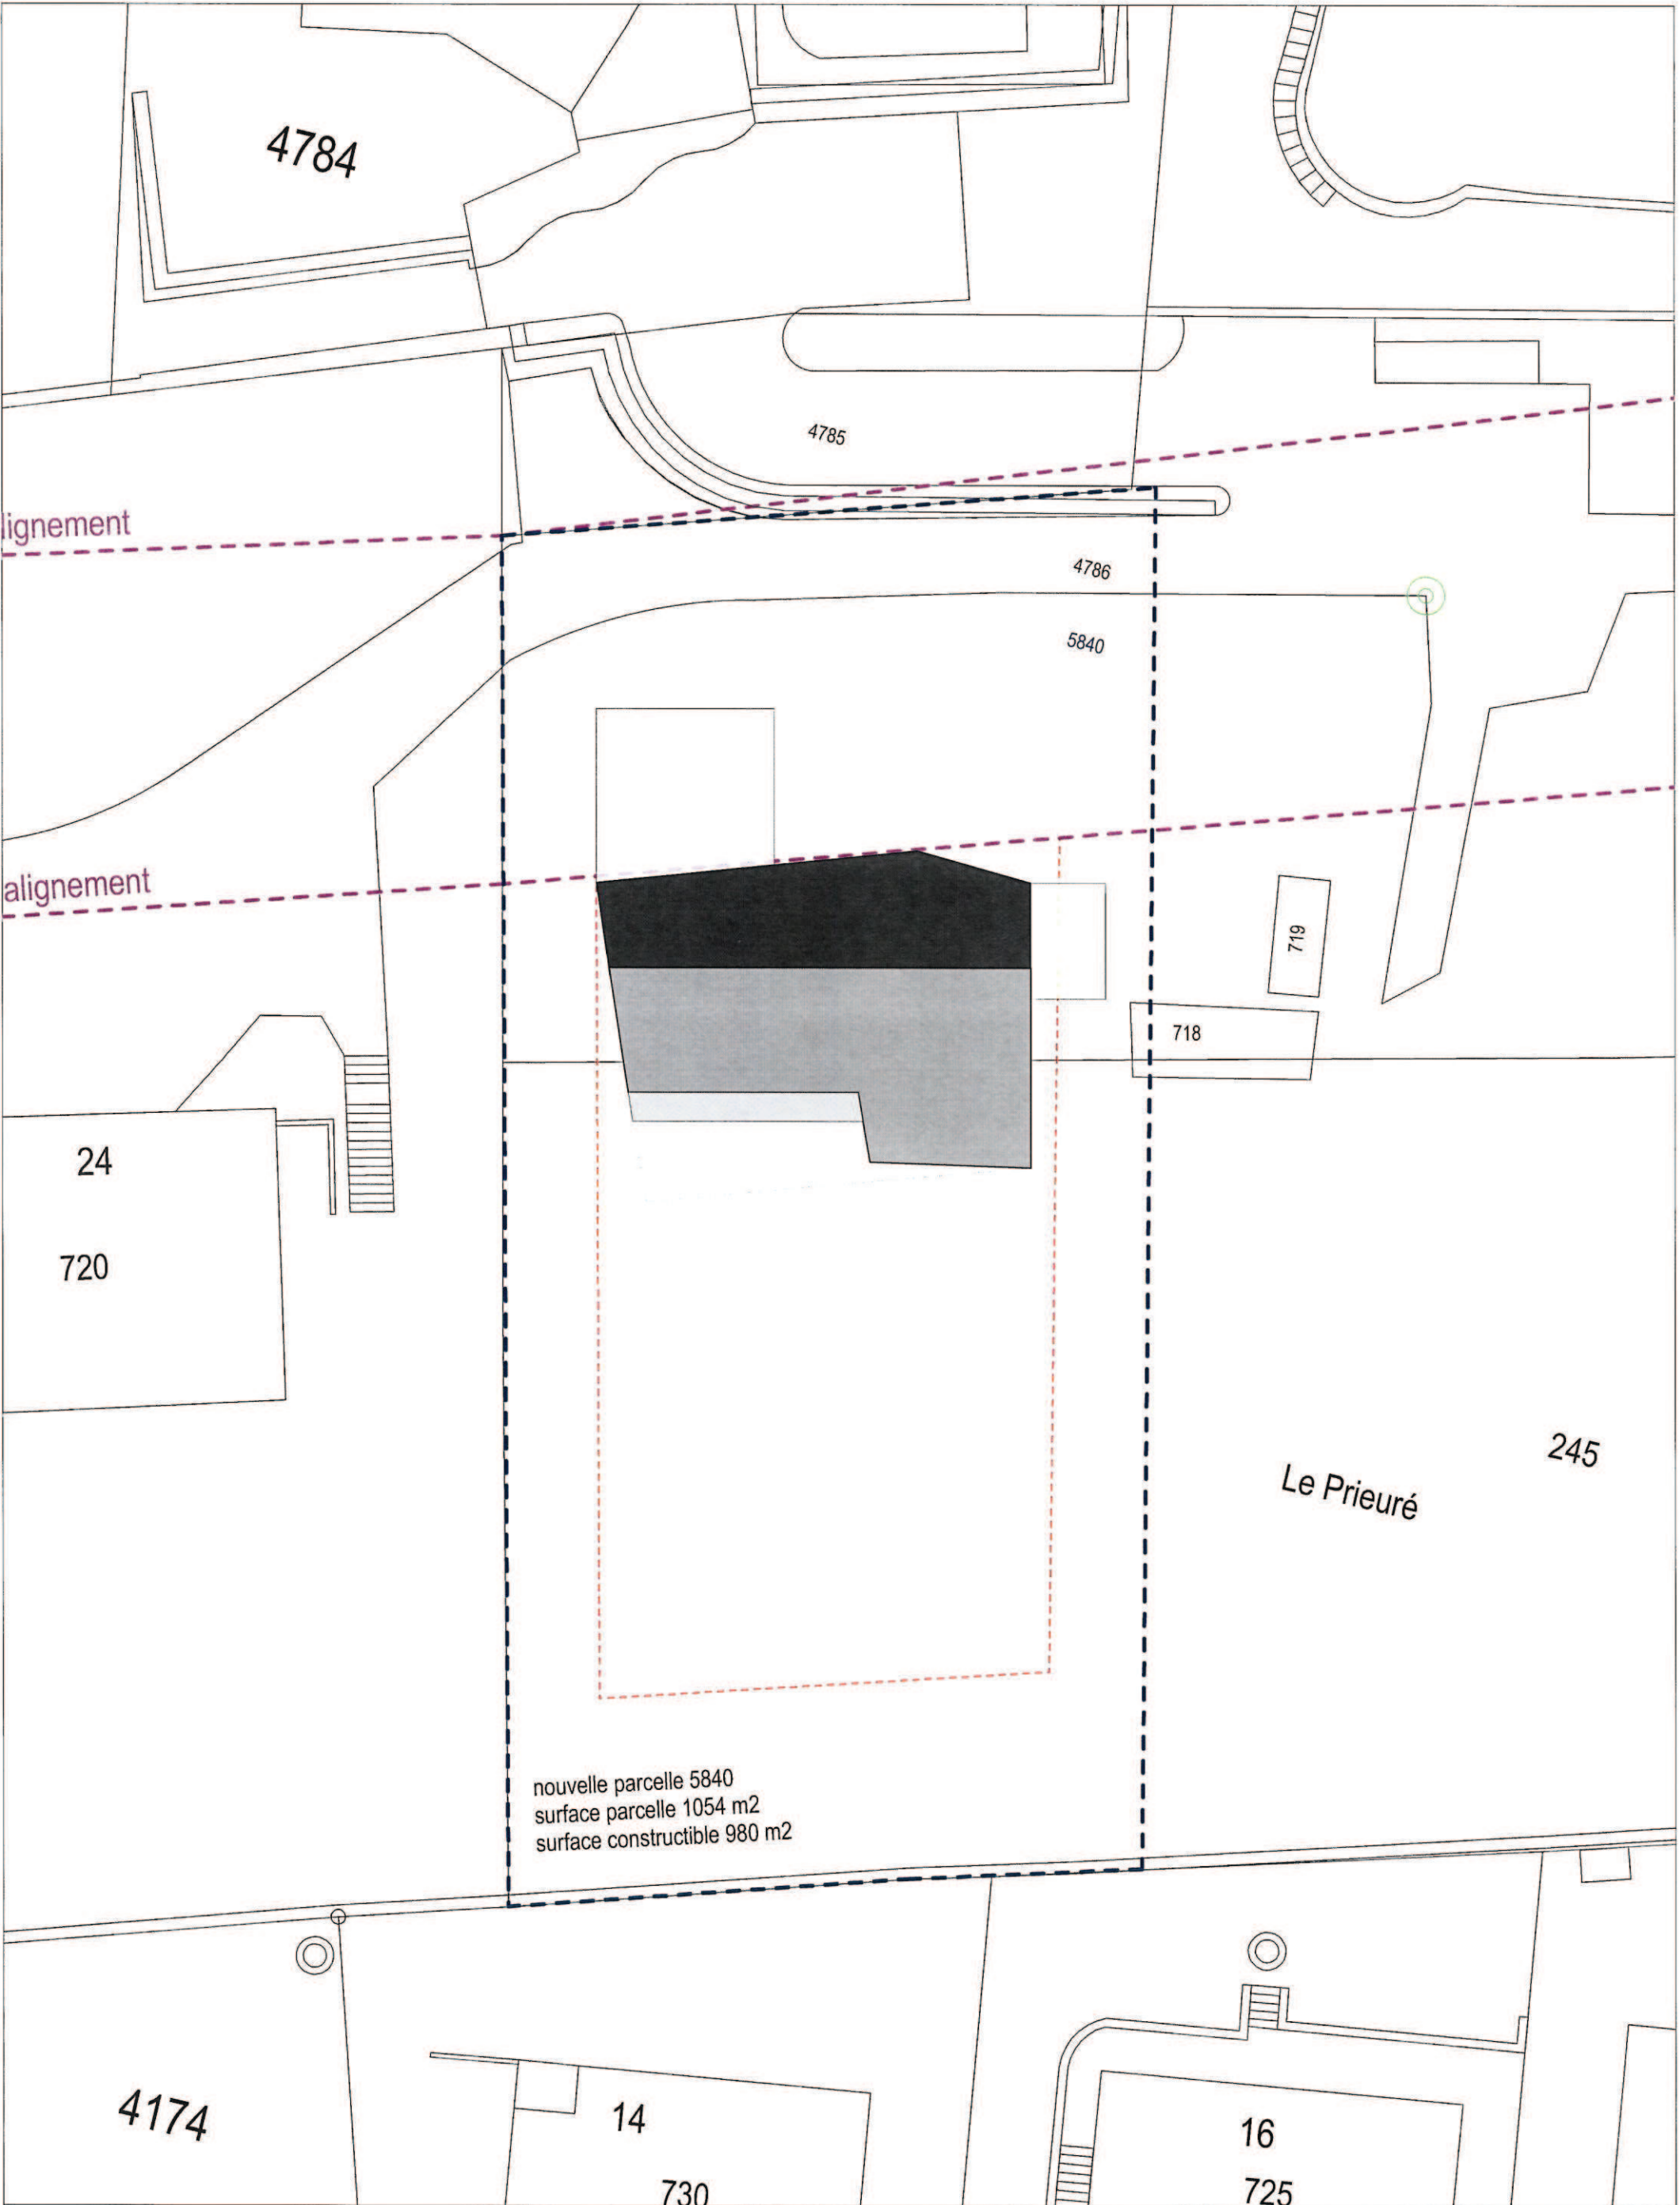 4784
4785
lignement
4786
5840
alignement
719
718
24
720
245
Le Prieuré
nouvelle parcelle 5840
surface parcelle 1054 m2
surface constructible 980 m2
4174
14
16
730
725